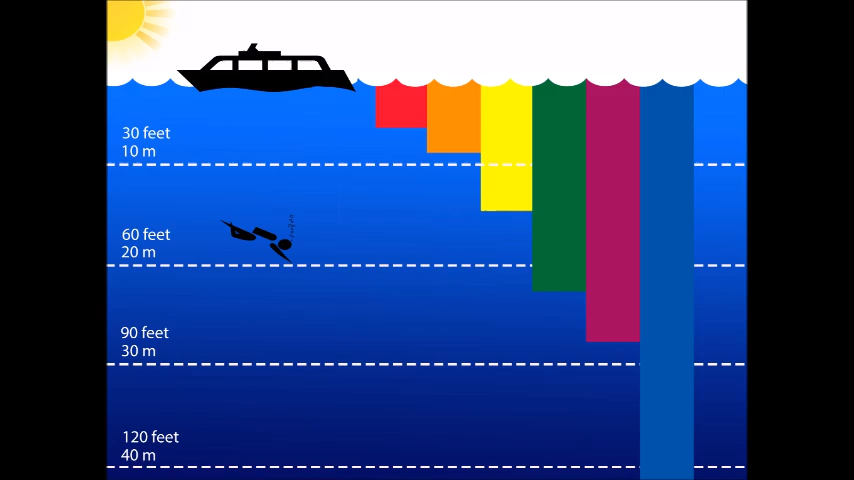 30 feet
10 m
60 feet
20 m
90 feet
30 m
120 feet
40 m